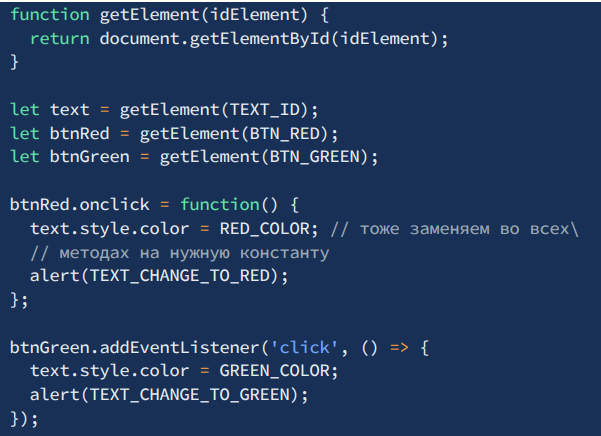 function getElement(idElement) {
  return document.getElementById(idElement);
}

let text = getElement(TEXT_ID);
let btnRed = getElement(BTN_RED);
let btnGreen = getElement(BTN_GREEN);

btnRed.onclick = function() {
  text.style.color = RED_COLOR; // тоже заменяем во всех\
  // методах на нужную константу
  alert(TEXT_CHANGE_TO_RED);
};

btnGreen.addEventListener('click', () => {
  text.style.color = GREEN_COLOR;
  alert(TEXT_CHANGE_TO_GREEN);
});